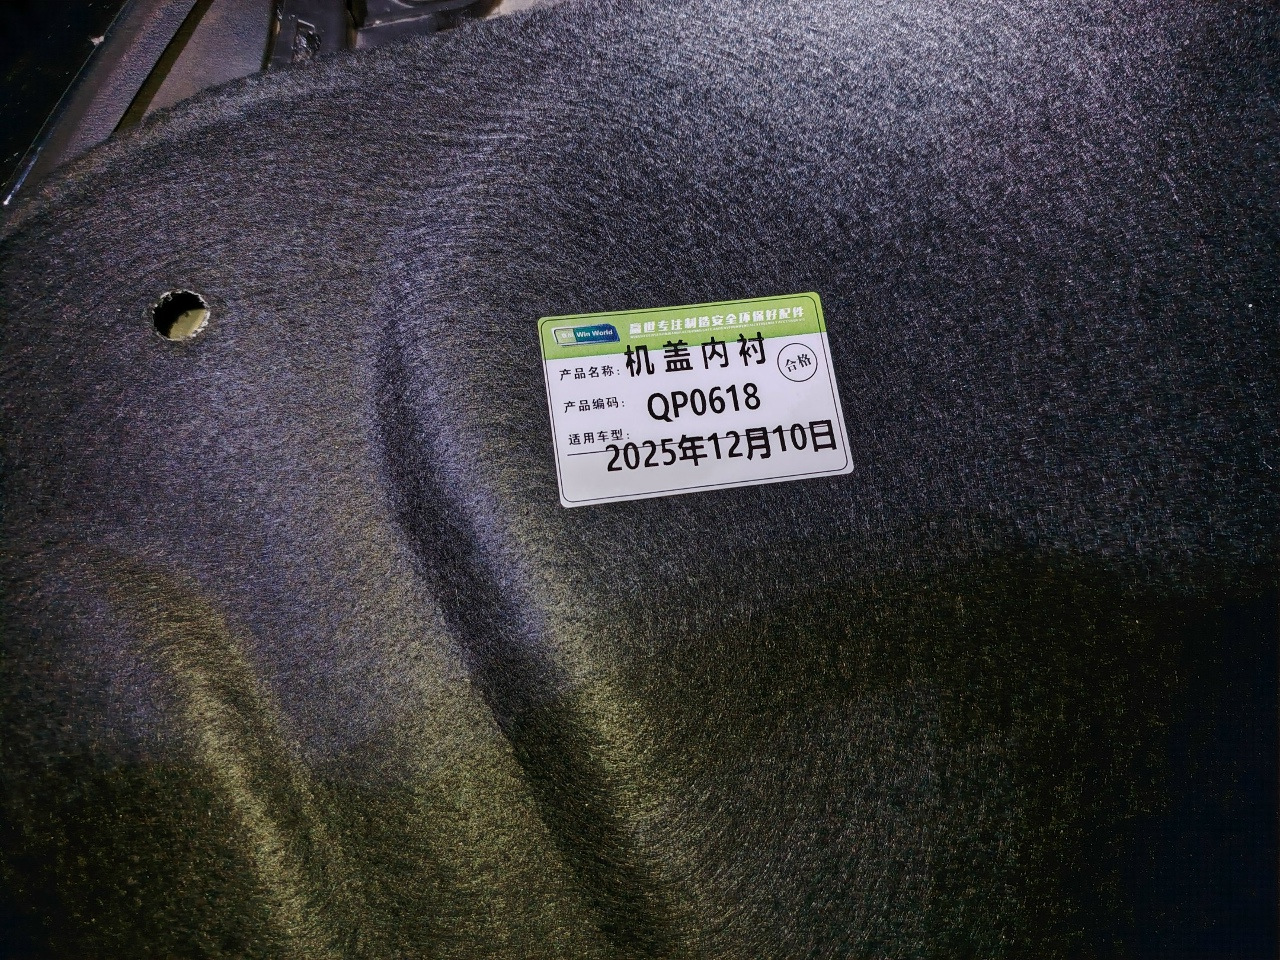 Win World
赢世专注制造安全环保好配件
产品名称：机盖内衬
合格
产品编码：QP0618
适用车型：
2025年12月10日